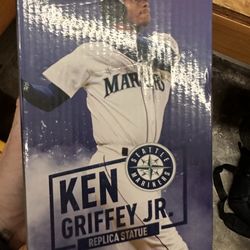 MARINERS
SEATTLE
MARINERS
KEN
GRIFFEY JR.
REPLICA STATUE